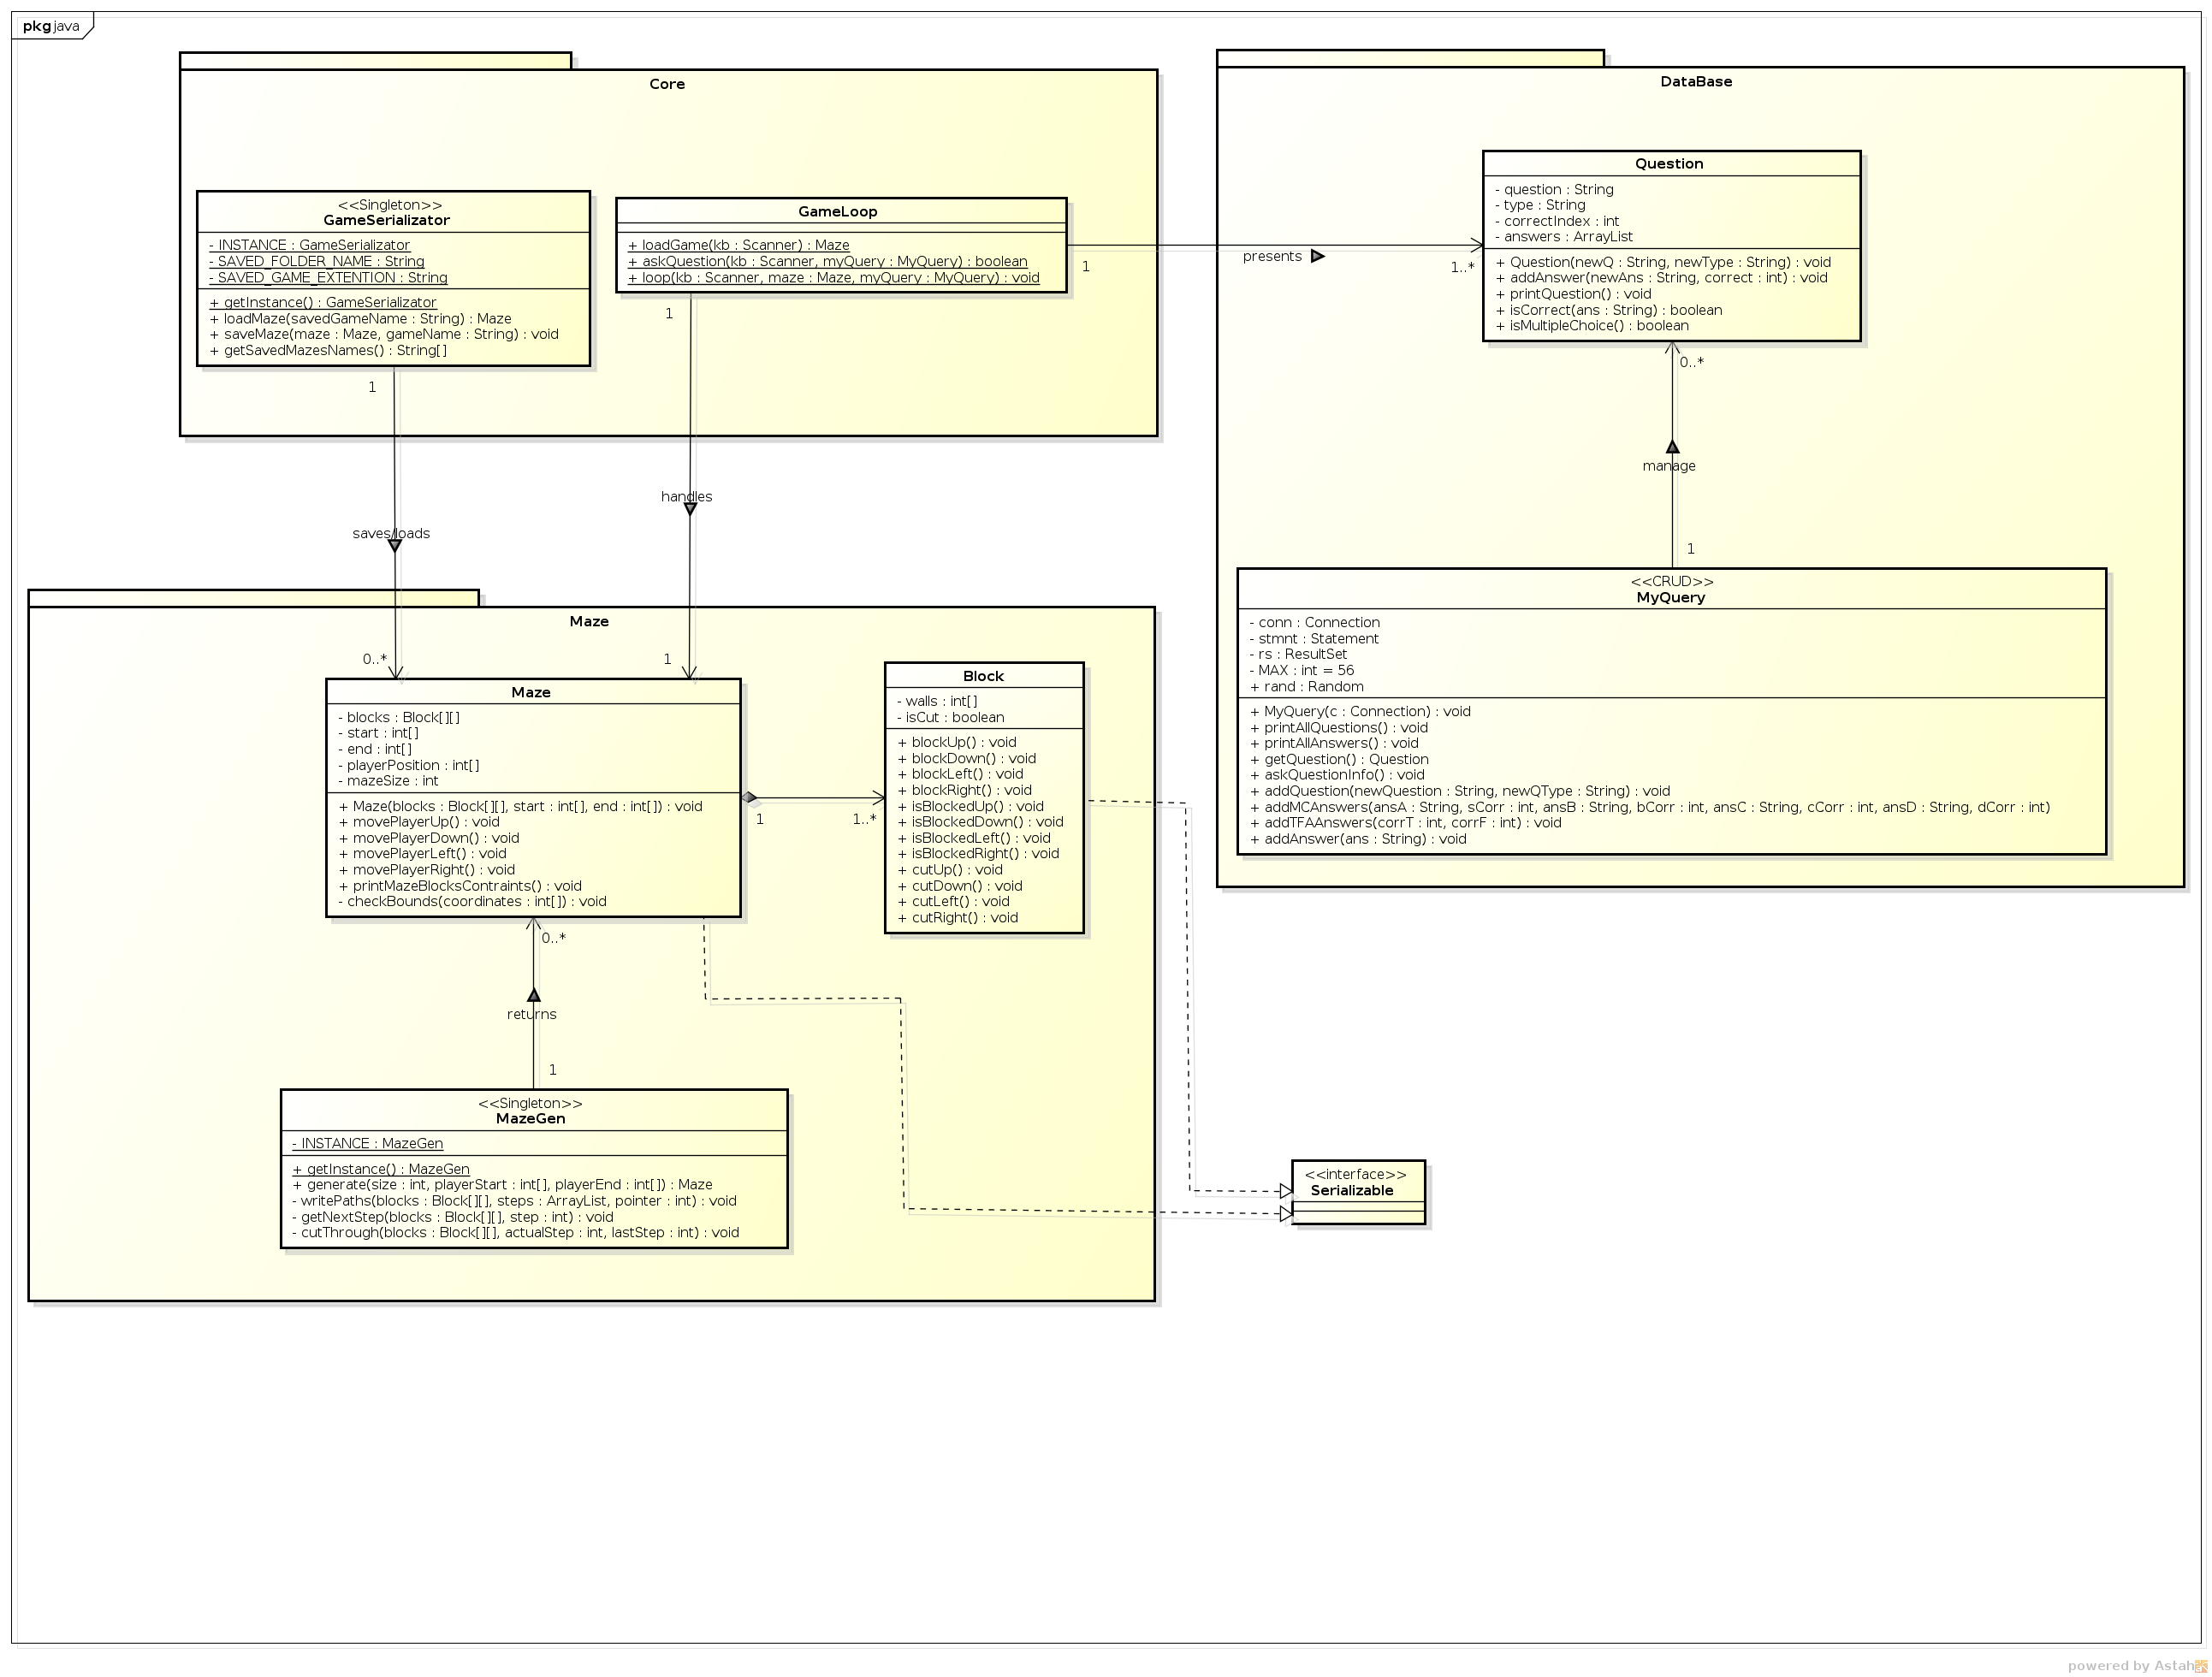 pkg java
Core
<<Singleton>>
GameSerializator
- INSTANCE : GameSerializator
- SAVED_FOLDER_NAME : String
- SAVED_GAME_EXTENTION : String
+ getInstance() : GameSerializator
+ loadMaze(savedGameName : String) : Maze
+ saveMaze(maze : Maze, gameName : String) : void
+ getSavedMazesNames() : String[]
1
saves/loads
0..*
GameLoop
+ loadGame(kb : Scanner) : Maze
+ askQuestion(kb : Scanner, myQuery : MyQuery) : boolean
+ loop(kb : Scanner, maze : Maze, myQuery : MyQuery) : void
1
handles
1
1
presents
1..*
DataBase
Question
- question : String
- type : String
- correctIndex : int
- answers : ArrayList
+ Question(newQ : String, newType : String) : void
+ addAnswer(newAns : String, correct : int) : void
+ printQuestion() : void
+ isCorrect(ans : String) : boolean
+ isMultipleChoice() : boolean
0..*
manage
1
<<CRUD>>
MyQuery
- conn : Connection
- stmnt : Statement
- rs : ResultSet
- MAX : int = 56
+ rand : Random
+ MyQuery(c : Connection) : void
+ printAllQuestions() : void
+ printAllAnswers() : void
+ getQuestion() : Question
+ askQuestionInfo() : void
+ addQuestion(newQuestion : String, newQType : String) : void
+ addMCAnswers(ansA : String, sCorr : int, ansB : String, bCorr : int, ansC : String, cCorr : int, ansD : String, dCorr : int)
+ addTFAAnswers(corrT : int, corrF : int) : void
+ addAnswer(ans : String) : void
Maze
Maze
- blocks : Block[][]
- start : int[]
- end : int[]
- playerPosition : int[]
- mazeSize : int
+ Maze(blocks : Block[][], start : int[], end : int[]) : void
+ movePlayerUp() : void
+ movePlayerDown() : void
+ movePlayerLeft() : void
+ movePlayerRight() : void
+ printMazeBlocksContraints() : void
- checkBounds(coordinates : int[]) : void
1
1..*
Block
- walls : int[]
- isCut : boolean
+ blockUp() : void
+ blockDown() : void
+ blockLeft() : void
+ blockRight() : void
+ isBlockedUp() : void
+ isBlockedDown() : void
+ isBlockedLeft() : void
+ isBlockedRight() : void
+ cutUp() : void
+ cutDown() : void
+ cutLeft() : void
+ cutRight() : void
0..*
returns
1
<<Singleton>>
MazeGen
- INSTANCE : MazeGen
+ getInstance() : MazeGen
+ generate(size : int, playerStart : int[], playerEnd : int[]) : Maze
- writePaths(blocks : Block[][], steps : ArrayList, pointer : int) : void
- getNextStep(blocks : Block[][], step : int) : void
- cutThrough(blocks : Block[][], actualStep : int, lastStep : int) : void
<<interface>>
Serializable
powered by Astah